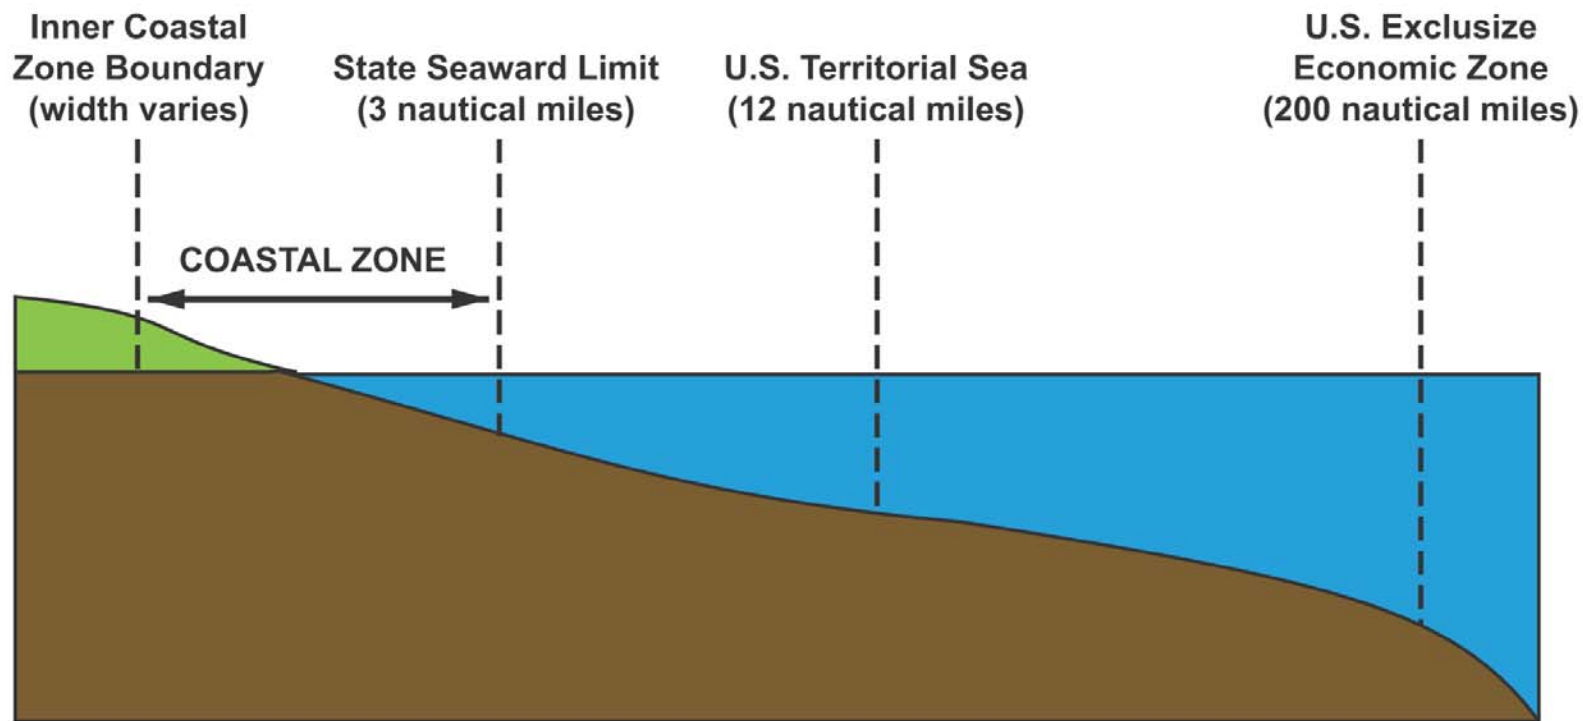 Inner Coastal
Zone Boundary
(width varies)
State Seaward Limit
(3 nautical miles)
U.S. Territorial Sea
(12 nautical miles)
U.S. Exclusize
Economic Zone
(200 nautical miles)
COASTAL ZONE